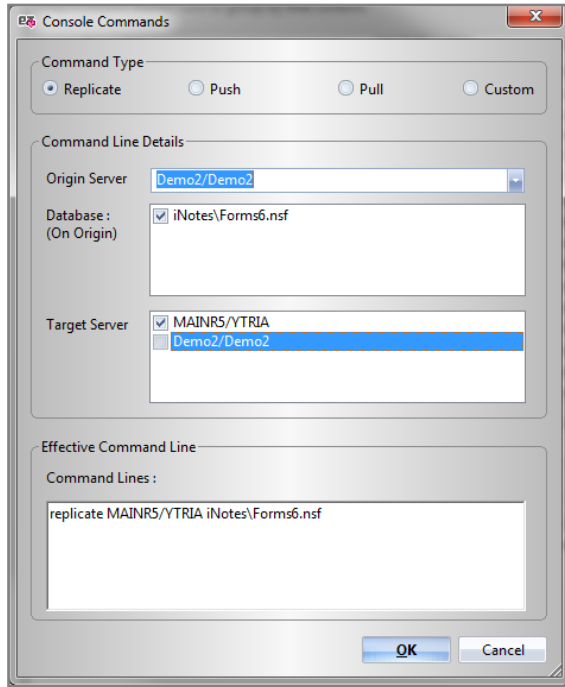 Console Commands
Command Type
Replicate Push Pull Custom
Command Line Details
Origin Server Demo2/Demo2
Database : iNotes\Forms6.nsf
(On Origin)
Target Server MAINR5/YTRIA
Demo2/Demo2
Effective Command Line
Command Lines :
replicate MAINR5/YTRIA iNotes\Forms6.nsf
OK Cancel